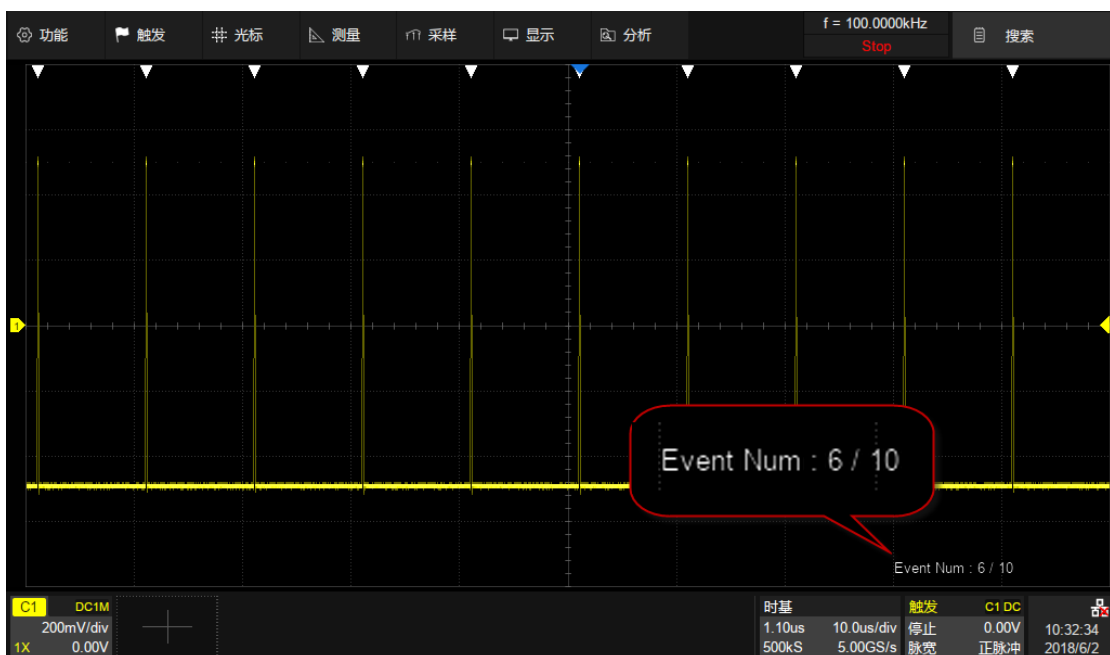 功能 触发 光标 测量 采样 显示 分析 f = 100.0000kHz 搜索
Stop
1
Event Num : 6 / 10
Event Num : 6 / 10
C1 DC1M
200mV/div
1X 0.00V
时基
1.10us 10.0us/div
500kS 5.00GS/s
触发 C1 DC
停止 0.00V
脉宽 正脉冲
10:32:34
2018/6/2